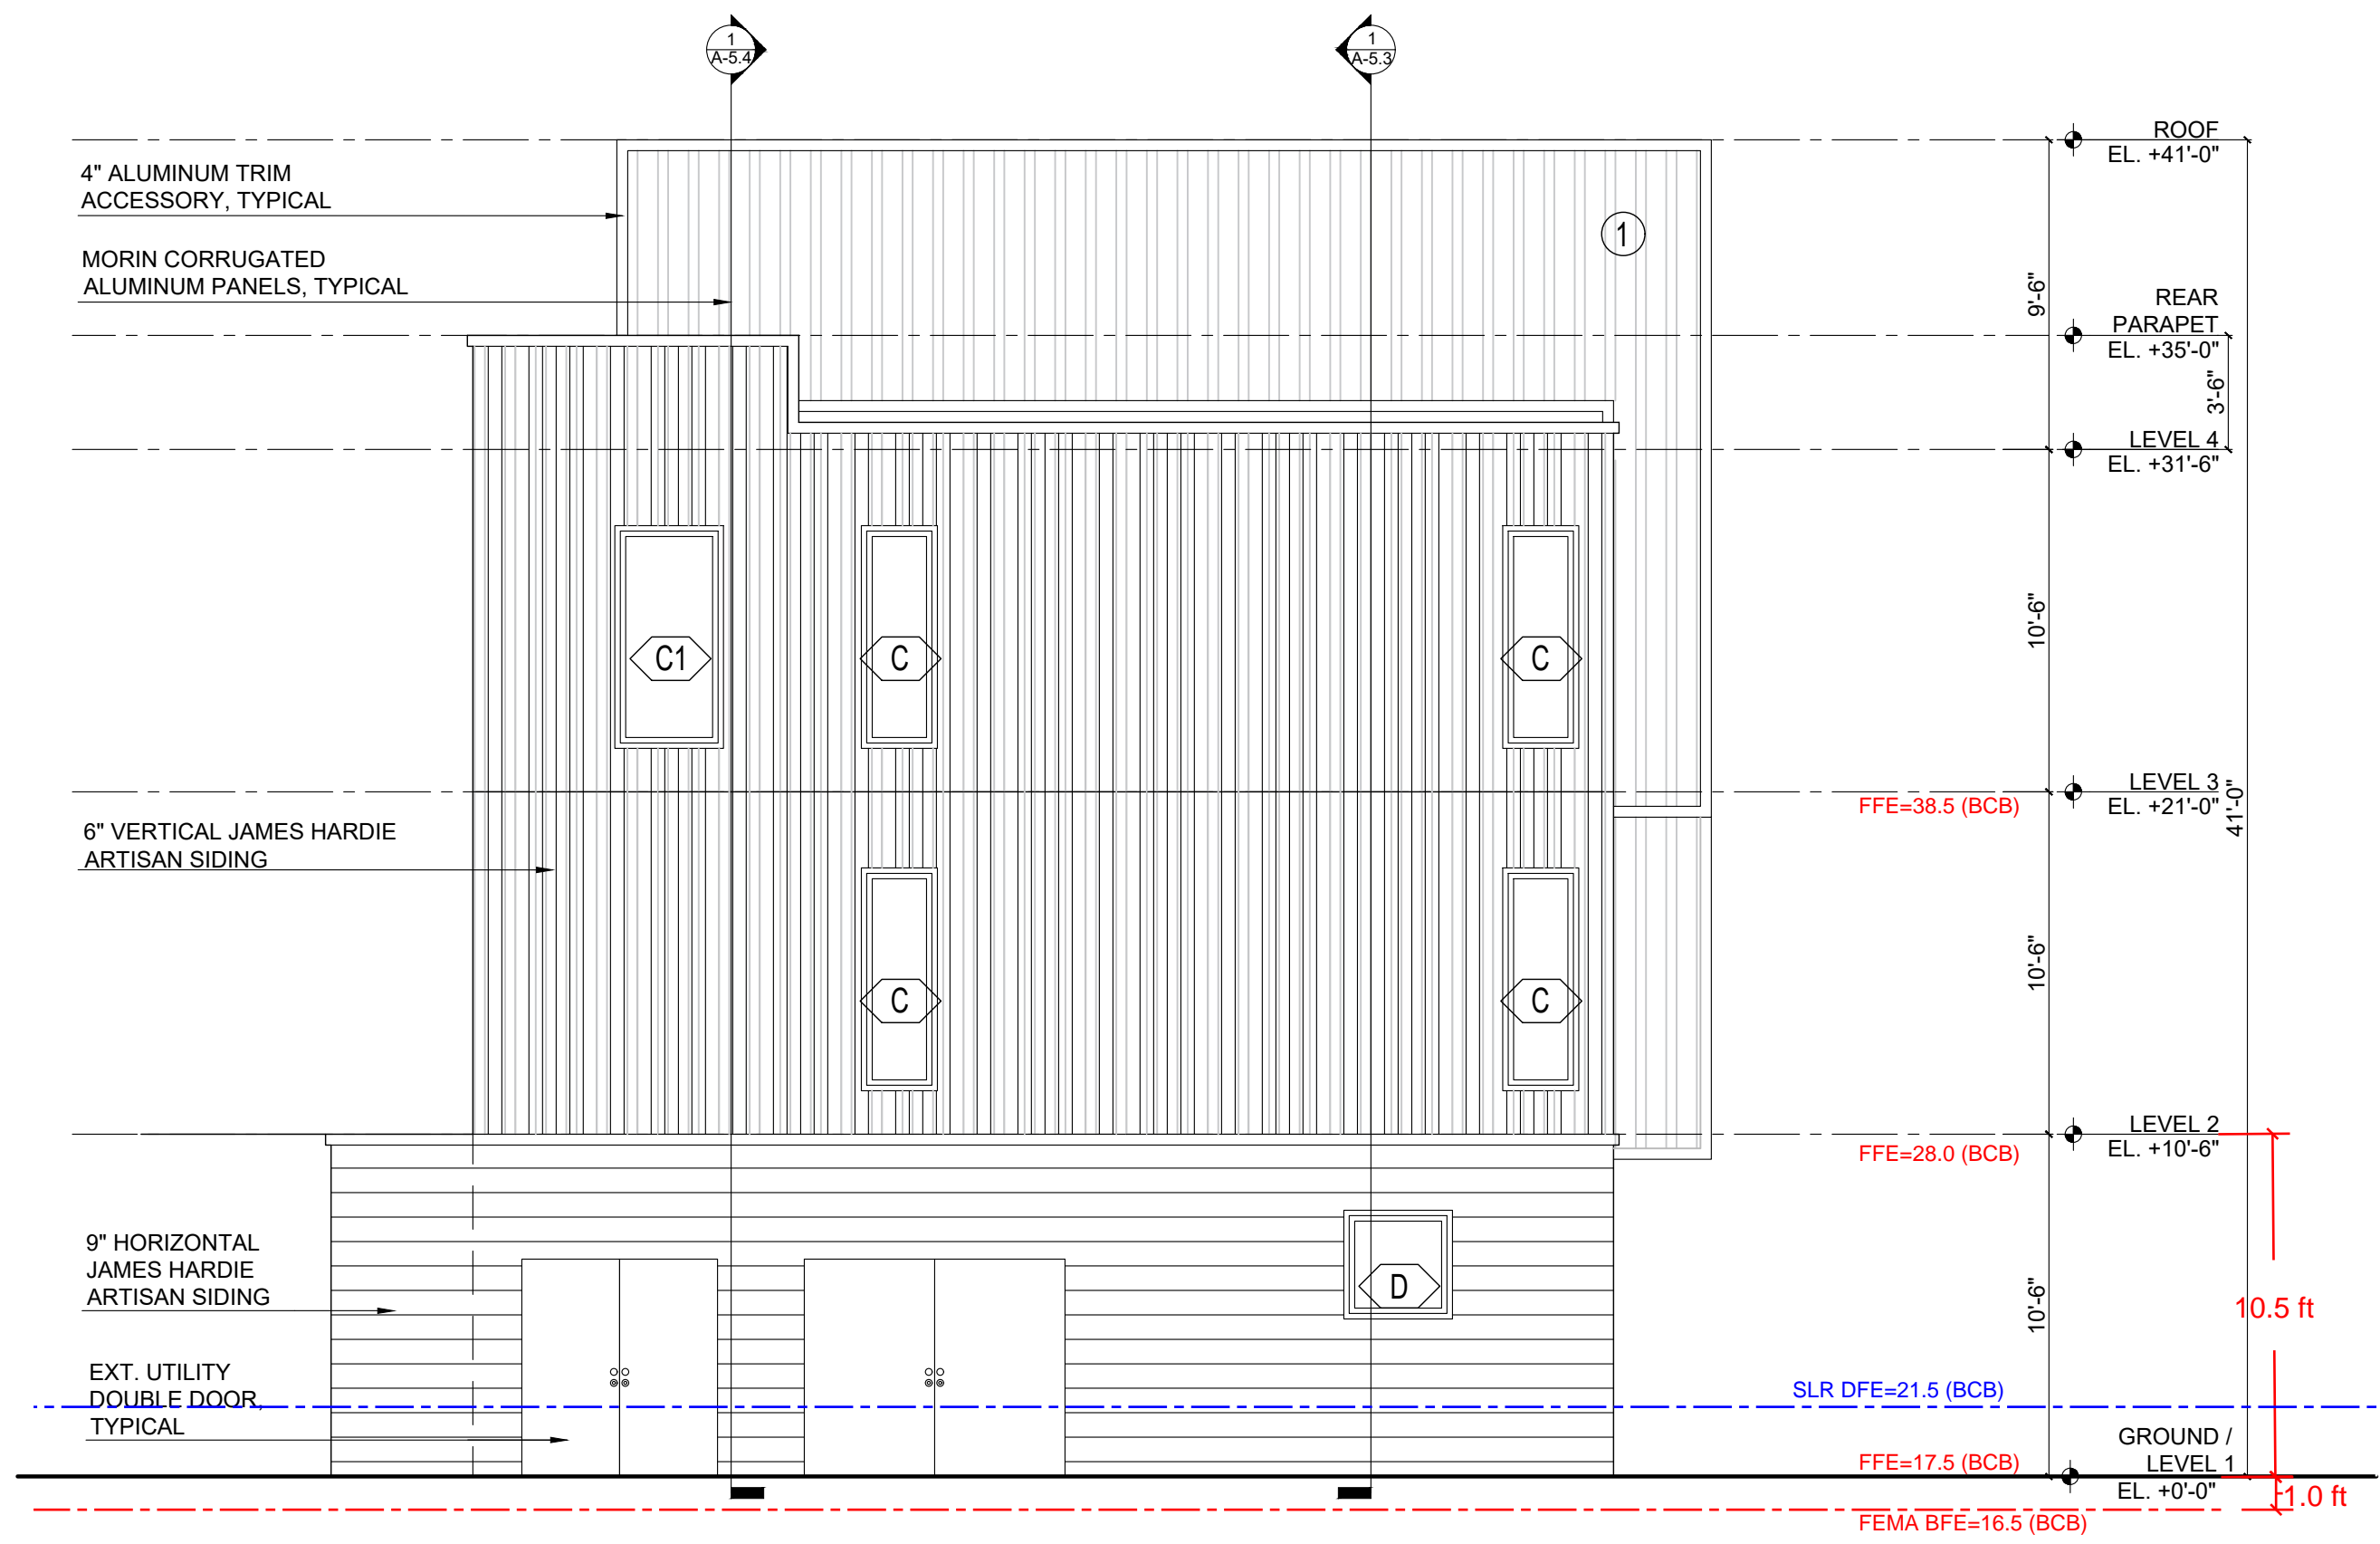 1
A-5.4
1
A-5.3
ROOF
EL. +41'-0"
4" ALUMINUM TRIM
ACCESSORY, TYPICAL
1
MORIN CORRUGATED
ALUMINUM PANELS, TYPICAL
9'-6"
REAR
PARAPET
EL. +35'-0"
3'-6"
LEVEL 4
EL. +31'-6"
C1
C
C
10'-6"
LEVEL 3
EL. +21'-0"
FFE=38.5 (BCB)
41'-0"
6" VERTICAL JAMES HARDIE
ARTISAN SIDING
C
C
10'-6"
LEVEL 2
EL. +10'-6"
FFE=28.0 (BCB)
9" HORIZONTAL
JAMES HARDIE
ARTISAN SIDING
D
10'-6"
10.5 ft
EXT. UTILITY
DOUBLE DOOR,
TYPICAL
SLR DFE=21.5 (BCB)
GROUND /
LEVEL 1
EL. +0'-0"
FFE=17.5 (BCB)
1.0 ft
FEMA BFE=16.5 (BCB)